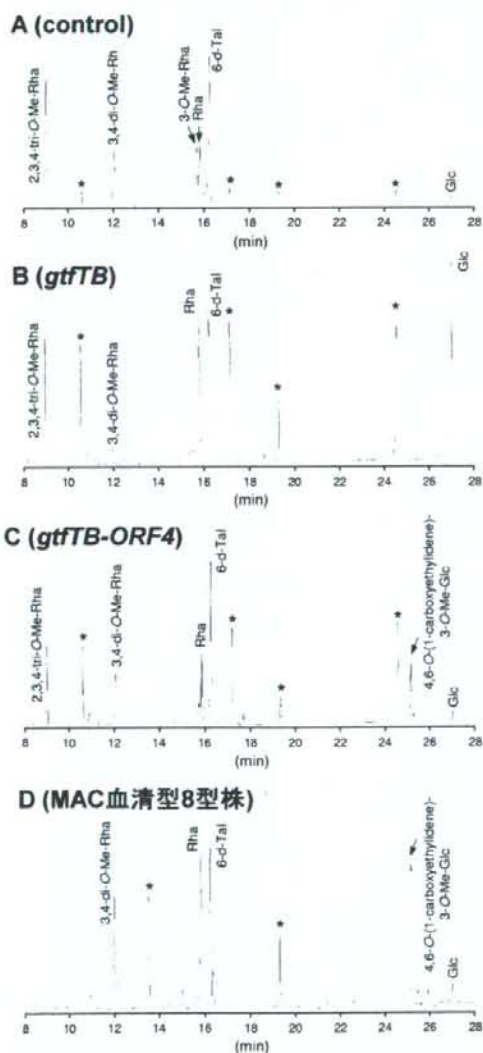 A (control)
2,3,4-tri-O-Me-Rha
*
3,4-di-O-Me-Rh
3-O-Me-Rha
Rha
6-d-Tal
*
*
*
Glc
8 10 12 14 16 18 20 22 24 26 28
(min)
B (gtfTB)
2,3,4-tri-O-Me-Rha
*
3,4-di-O-Me-Rha
Rha
6-d-Tal
*
*
*
Glc
8 10 12 14 16 18 20 22 24 26 28
(min)
C (gtfTB-ORF4)
2,3,4-tri-O-Me-Rha
*
3,4-di-O-Me-Rha
Rha
6-d-Tal
*
*
*
4,6-O-(1-carboxyethylidene)-
3-O-Me-Glc
Glc
8 10 12 14 16 18 20 22 24 26 28
(min)
D (MAC血清型8型株)
3,4-di-O-Me-Rha
*
Rha
6-d-Tal
*
4,6-O-(1-carboxyethylidene)-
3-O-Me-Glc
Glc
8 10 12 14 16 18 20 22 24 26 28
(min)